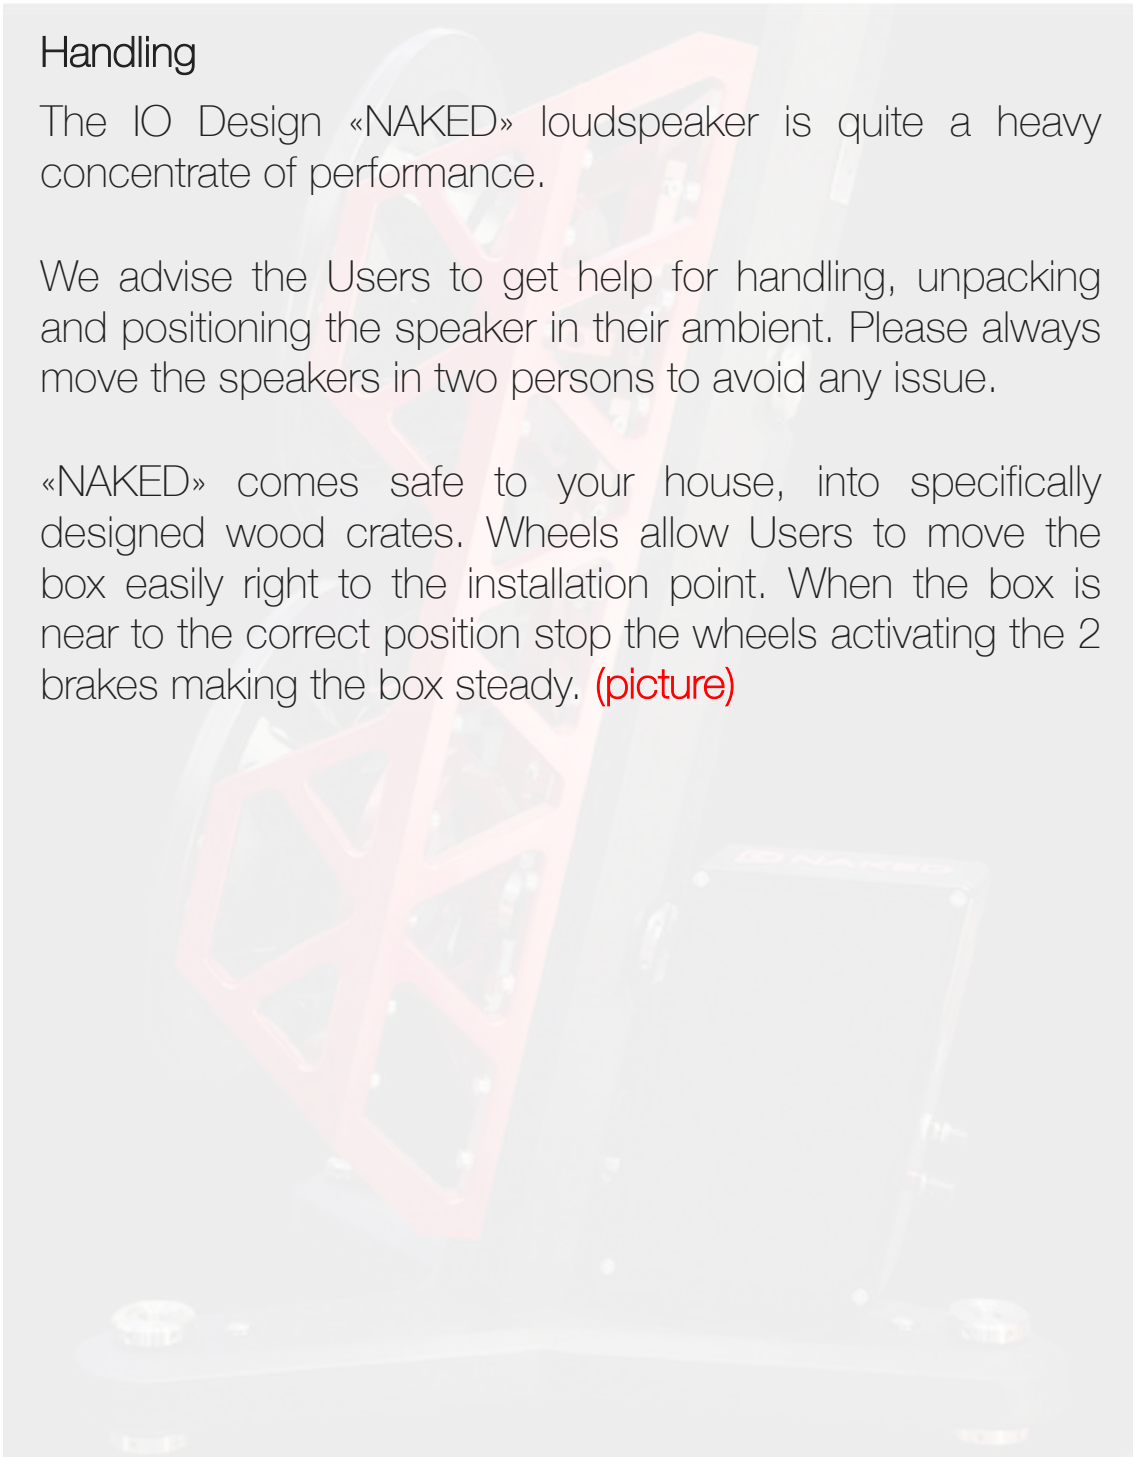 Handling
The IO Design «NAKED» loudspeaker is quite a heavy
concentrate of performance.
We advise the Users to get help for handling, unpacking
and positioning the speaker in their ambient. Please always
move the speakers in two persons to avoid any issue.
«NAKED» comes safe to your house, into specifically
designed wood crates. Wheels allow Users to move the
box easily right to the installation point. When the box is
near to the correct position stop the wheels activating the 2
brakes making the box steady. (picture)
NAKED